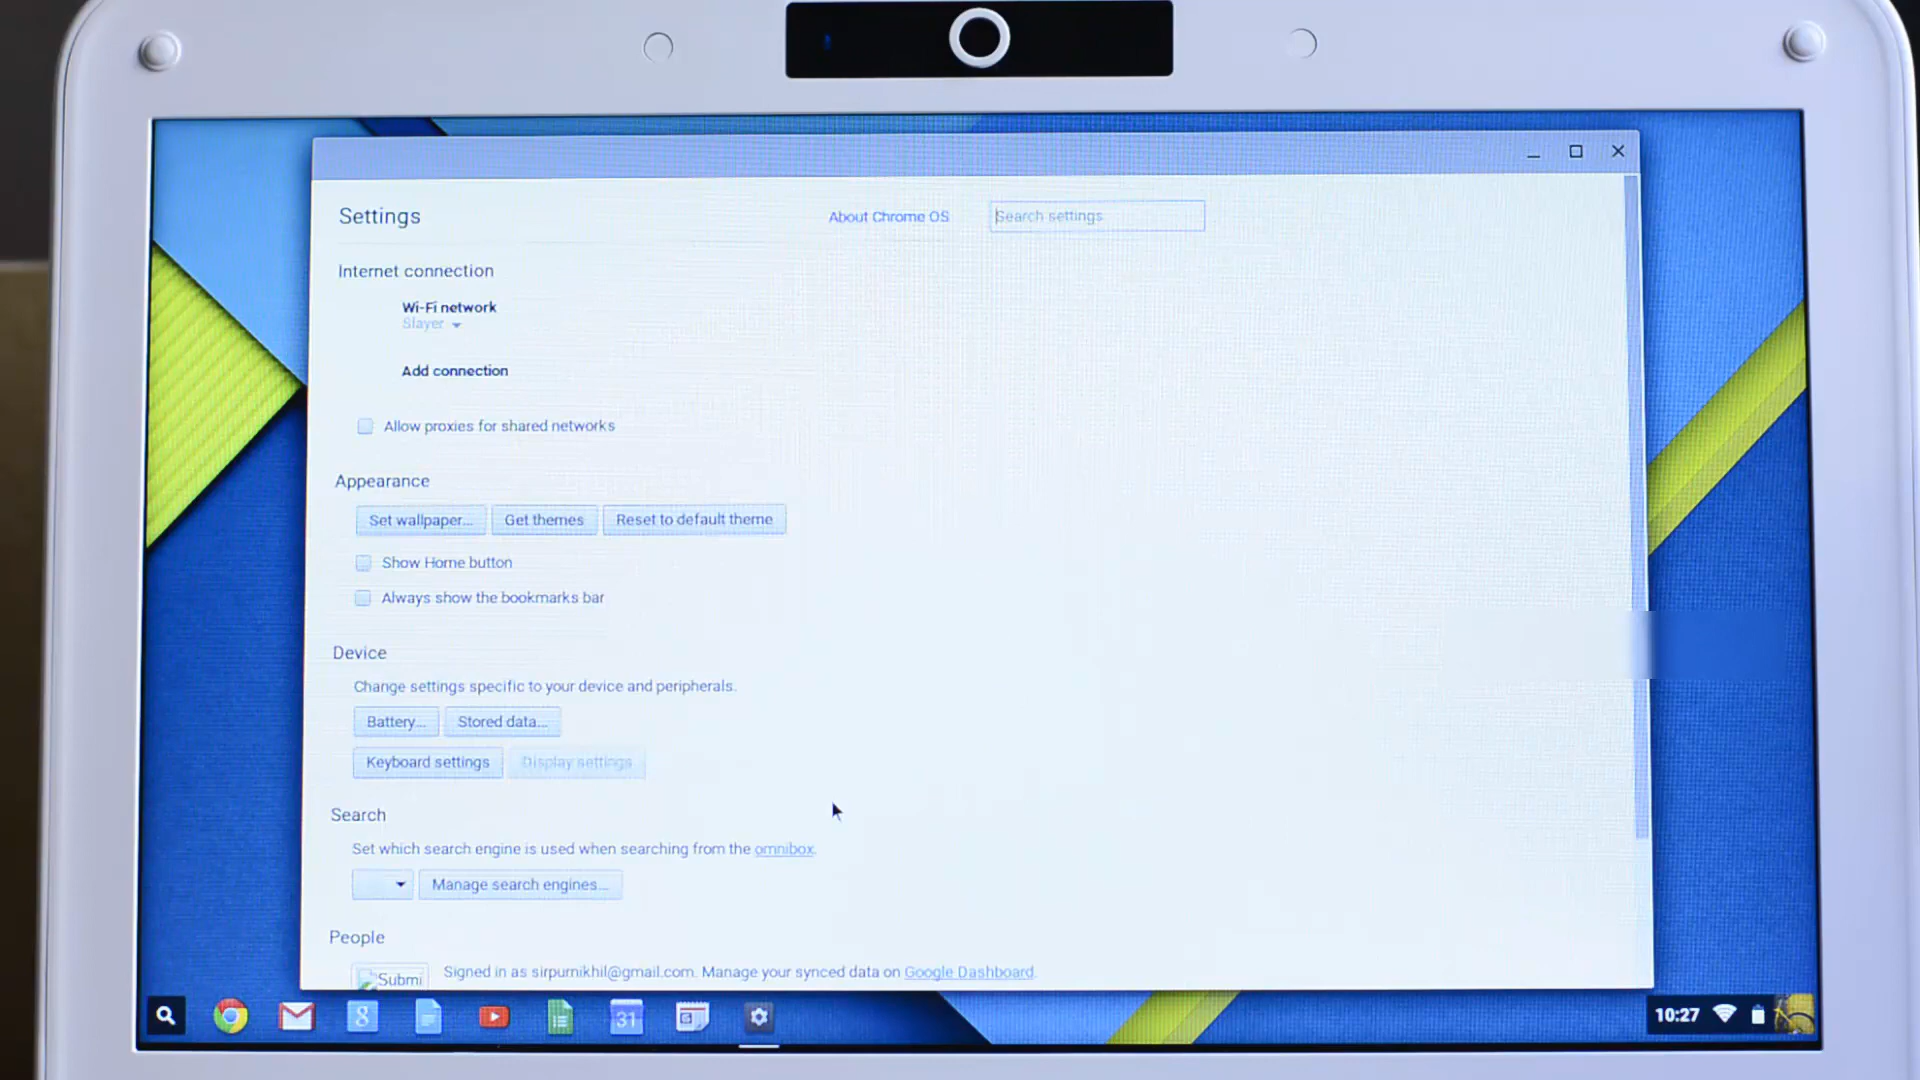 Settings
About Chrome OS
Search settings
Internet connection
Wi-Fi network
Slayer
Add connection
Allow proxies for shared networks
Appearance
Set wallpaper...
Get themes
Reset to default theme
Show Home button
Always show the bookmarks bar
Device
Change settings specific to your device and peripherals.
Battery...
Stored data...
Keyboard settings
Display settings
Search
Set which search engine is used when searching from the omnibox.
Manage search engines...
People
Submi
Signed in as sirpurnikhil@gmail.com. Manage your synced data on Google Dashboard.
8
31
10:27